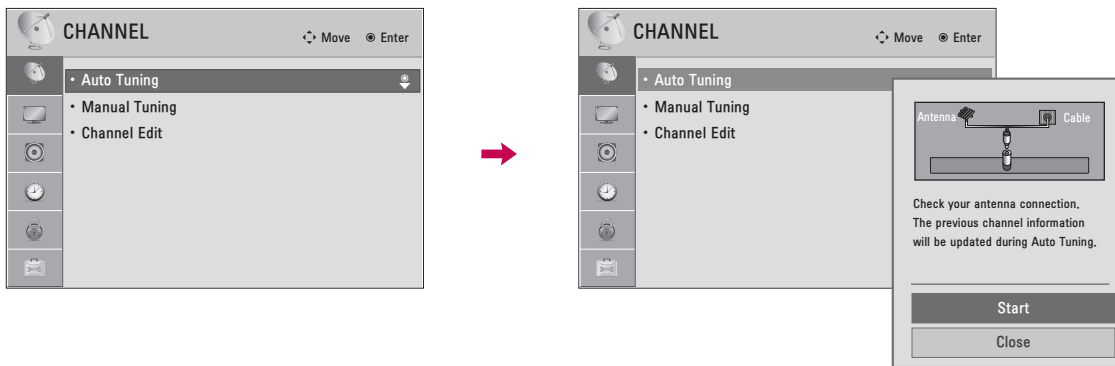 CHANNEL
Move
Enter
• Auto Tuning
• Manual Tuning
• Channel Edit
CHANNEL
Move
Enter
• Auto Tuning
• Manual Tuning
• Channel Edit
Antenna
Cable
Check your antenna connection.
The previous channel information
will be updated during Auto Tuning.
Start
Close